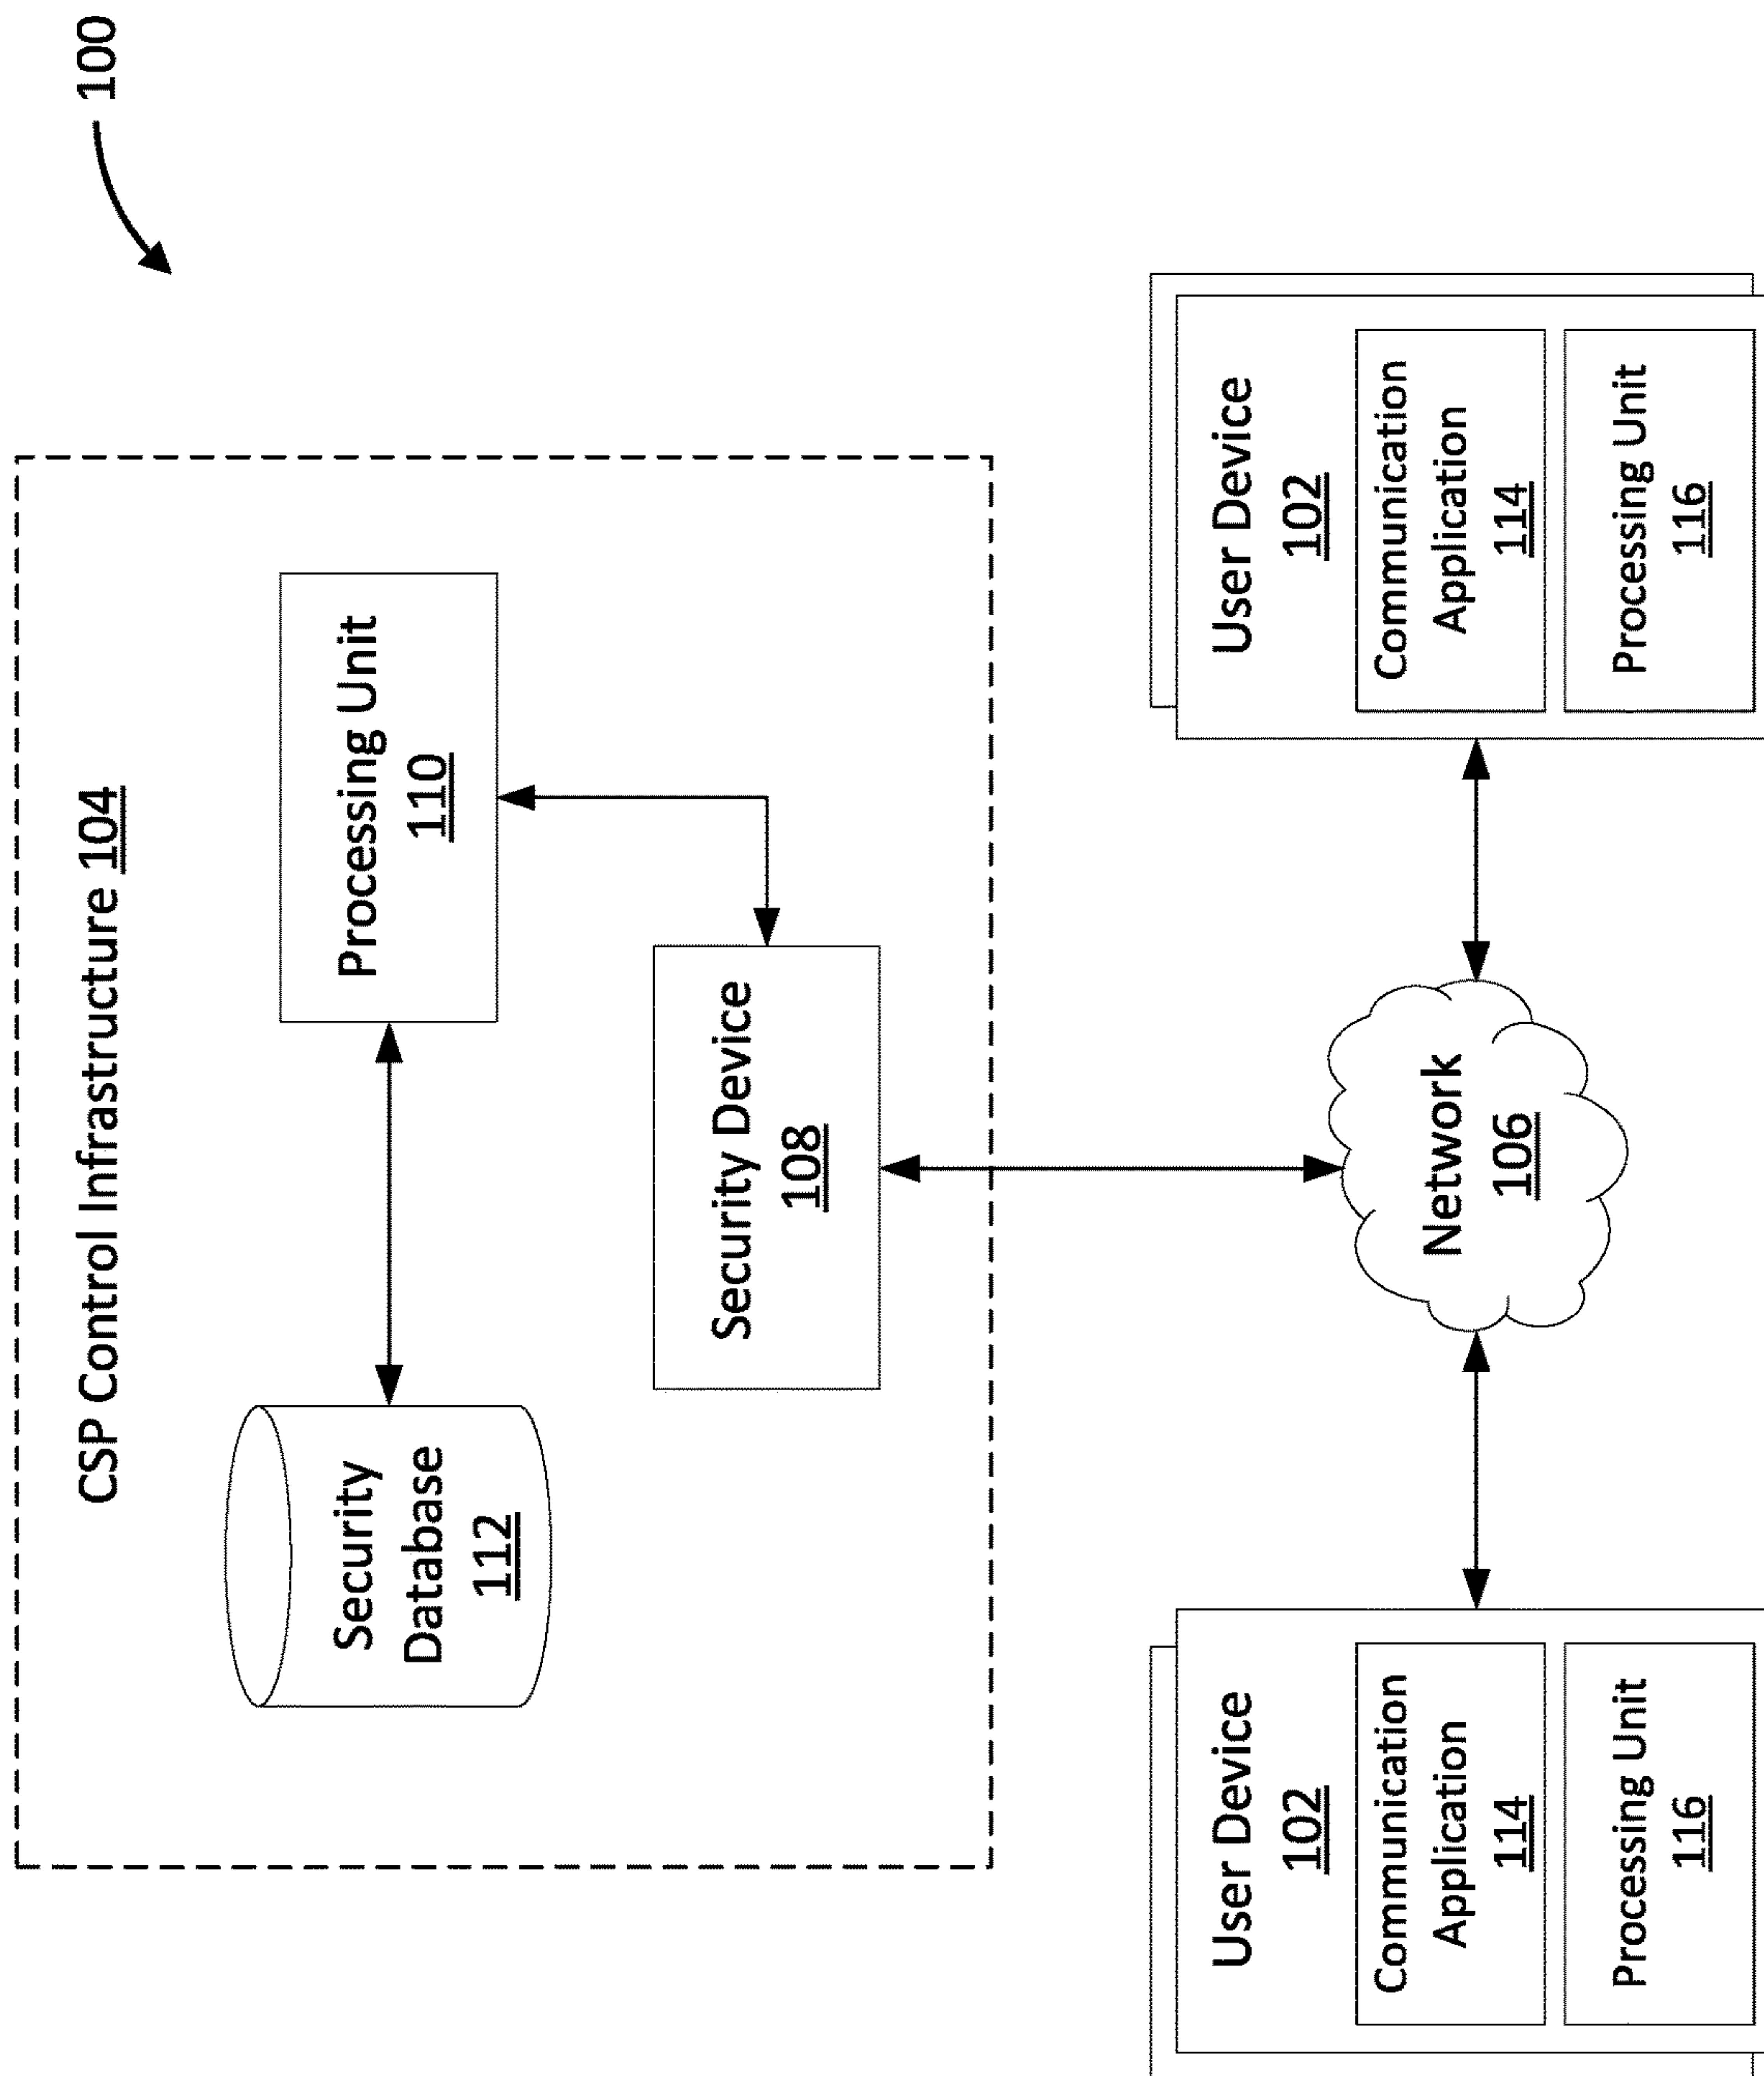 100
CSP Control Infrastructure 104
Security
Database
112
Processing Unit
110
Security Device
108
User Device
102
Communication
Application
114
Processing Unit
116
Network
106
User Device
102
Communication
Application
114
Processing Unit
116